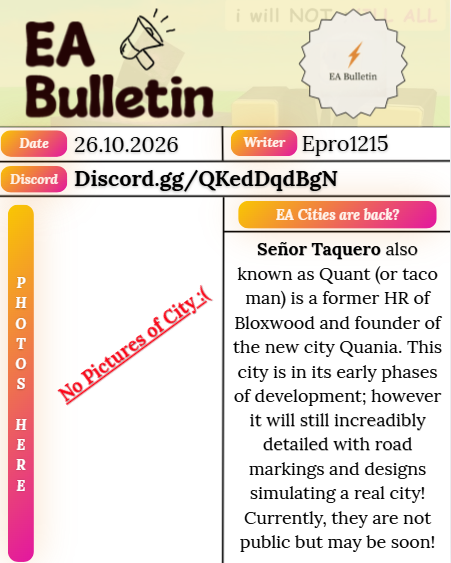 i will NOT
ALL
EA
Bulletin
EA Bulletin
Date
26.10.2026
Writer
Epro1215
Discord
Discord.gg/QKedDqdBgN
PHOTOS HERE
No Pictures of City :(
EA Cities are back?
Señor Taquero also
known as Quant (or taco
man) is a former HR of
Bloxwood and founder of
the new city Quania. This
city is in its early phases
of development; however
it will still increadibly
detailed with road
markings and designs
simulating a real city!
Currently, they are not
public but may be soon!